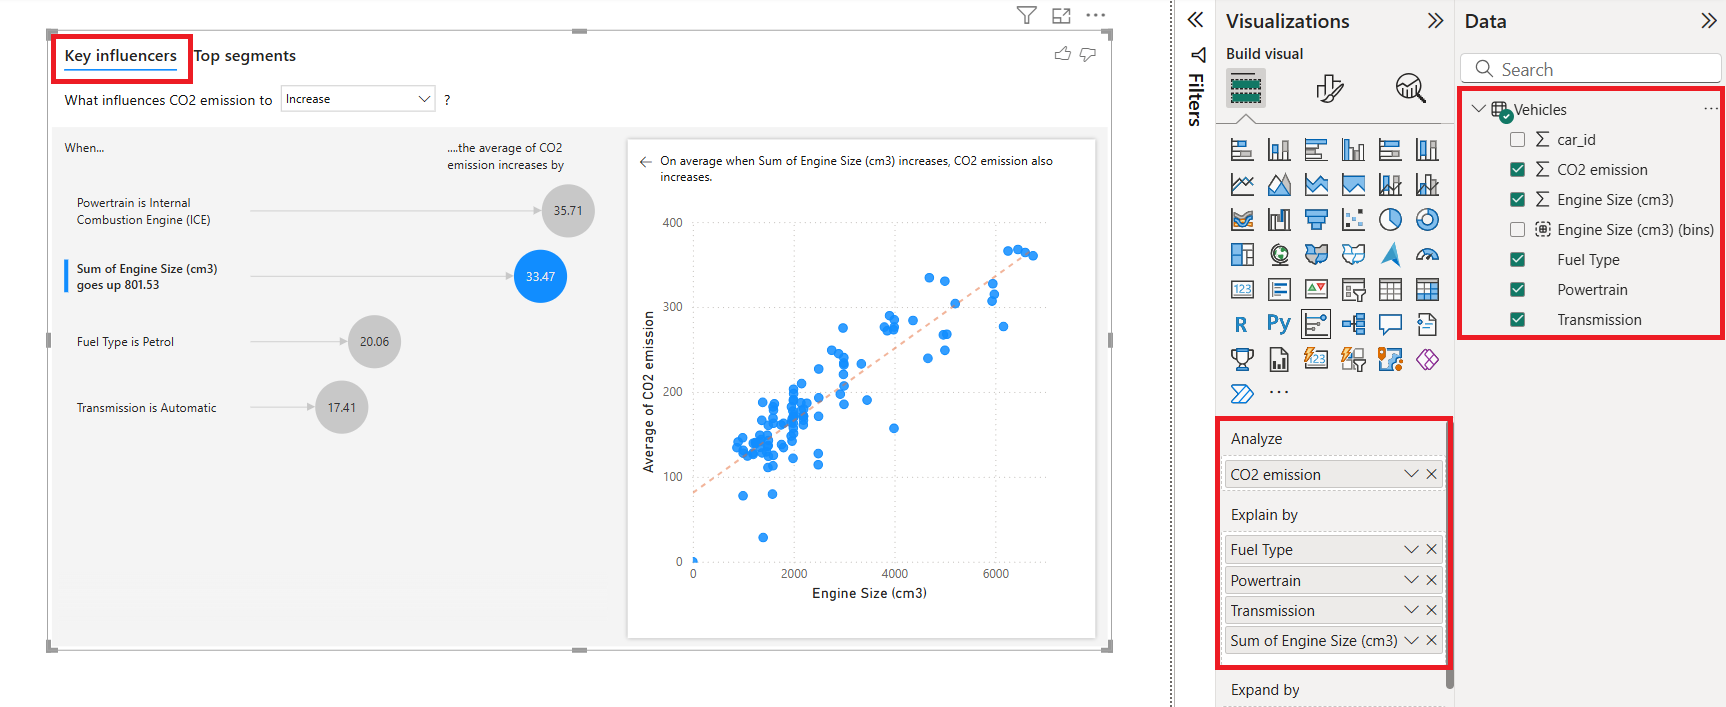 Key influencers
Top segments
What influences CO2 emission to
Increase
?
When...
....the average of CO2
emission increases by
Powertrain is Internal
Combustion Engine (ICE)
35.71
Sum of Engine Size (cm3)
goes up 801.53
33.47
Fuel Type is Petrol
20.06
Transmission is Automatic
17.41
On average when Sum of Engine Size (cm3) increases, CO2 emission also
increases.
Average of CO2 emission
400
300
200
100
0
0
2000
4000
6000
Engine Size (cm3)
Filters
Visualizations
Build visual
123
R
Py
123
Analyze
CO2 emission
Explain by
Fuel Type
Powertrain
Transmission
Sum of Engine Size (cm3)
Expand by
Data
Search
Vehicles
car_id
CO2 emission
Engine Size (cm3)
Engine Size (cm3) (bins)
Fuel Type
Powertrain
Transmission